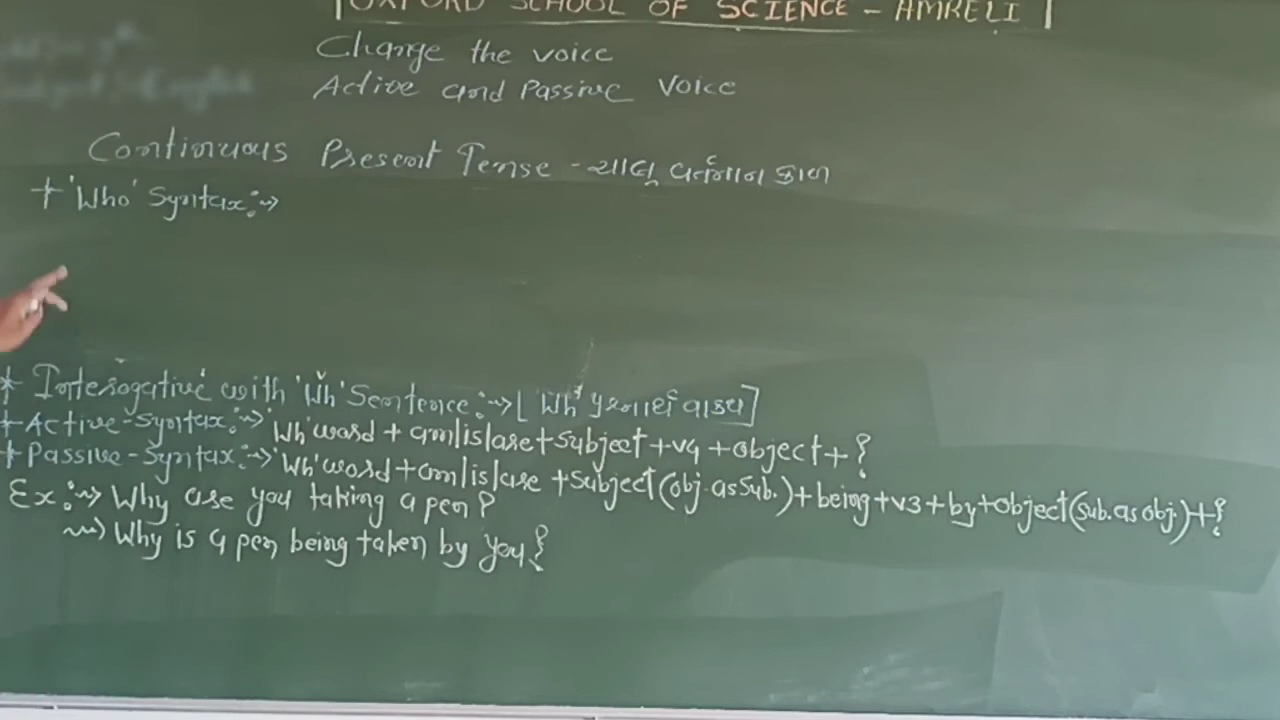 OXFORD SCHOOL OF SCIENCE - AMRELI
Change the voice
Active and Passive Voice
Continuous Present Tense - ચાલુ વર્તમાન કાળ
+ 'Who' Syntax:⇝
* Interogative with 'Wh' Sentence:⇝ [ 'Wh' પ્રશ્નાર્થ વાક્ય]
+ Active-Syntax:⇝ 'Wh' word + am/is/are + subject + v4 + object + ?
+ Passive-Syntax:⇝ 'Wh' word + am/is/are + Subject (obj. as Sub.) + being + v3 + by + object (sub. as obj.) + ?
Ex:⇝ Why are you taking a pen?
⇝ Why is a pen being taken by you?